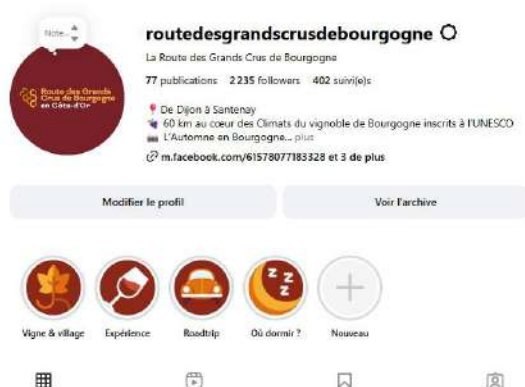 Note...
routedesgrandscrusdebourgogne
La Route des Grands Crus de Bourgogne
77 publications 2 235 followers 402 suivi(e)s
Route des Grands
Crus de Bourgogne
en Côte-d'Or
De Dijon à Santenay
60 km au cœur des Climats du vignoble de Bourgogne inscrits à l'UNESCO
L'Automne en Bourgogne... plus
m.facebook.com/61578077183328 et 3 de plus
Modifier le profil Voir l'archive
z z z
Vigne & village Expérience Roadtrip Où dormir ? Nouveau